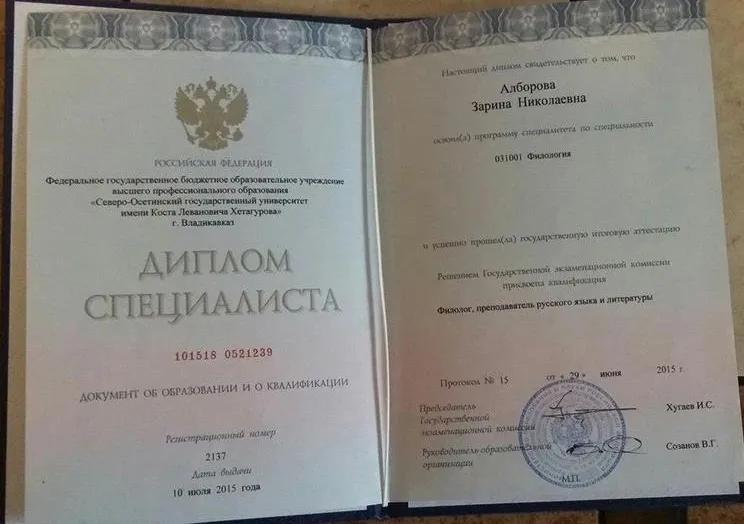 РОССИЙСКАЯ ФЕДЕРАЦИЯ
Федеральное государственное бюджетное образовательное учреждение
высшего профессионального образования
«Северо-Осетинский государственный университет
имени Коста Левановича Хетагурова»
г. Владикавказ
ДИПЛОМ
СПЕЦИАЛИСТА
101518 0521239
ДОКУМЕНТ ОБ ОБРАЗОВАНИИ И О КВАЛИФИКАЦИИ
Регистрационный номер
2137
Дата выдачи
10 июля 2015 года
Настоящий диплом свидетельствует о том, что
Алборова
Зарина Николаевна
освоил(а) программу специалитета по специальности
031001 Филология
и успешно прошел(ла) государственную итоговую аттестацию
Решением Государственной экзаменационной комиссии
присвоена квалификация
Филолог, преподаватель русского языка и литературы
Протокол № 15 от « 29 » июня 2015 г.
Председатель
Государственной
экзаменационной комиссии
Хугаев И.С.
Руководитель образовательной
организации
Созанов В.Г.
М.П.